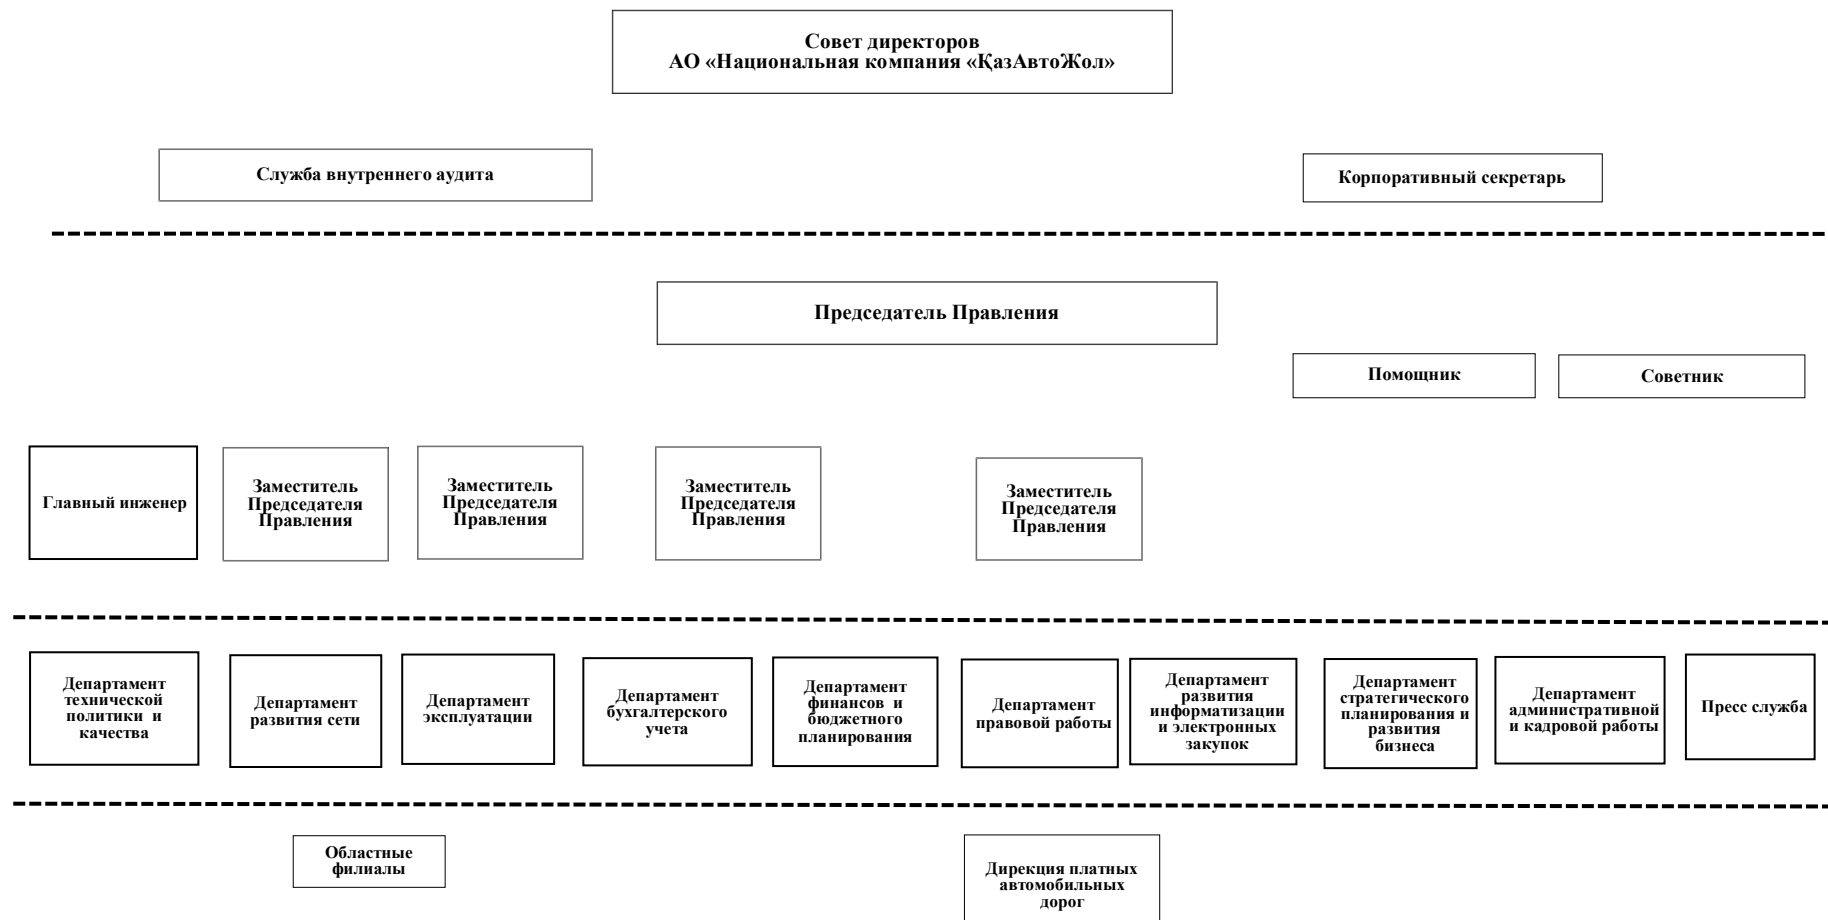 Совет директоров
АО «Национальная компания «ҚазАвтоЖол»
Служба внутреннего аудита
Корпоративный секретарь
Председатель Правления
Помощник
Советник
Главный инженер
Заместитель
Председателя
Правления
Заместитель
Председателя
Правления
Заместитель
Председателя
Правления
Заместитель
Председателя
Правления
Департамент
технической
политики и
качества
Департамент
развития сети
Департамент
эксплуатации
Департамент
бухгалтерского
учета
Департамент
финансов и
бюджетного
планирования
Департамент
правовой работы
Департамент
развития
информатизации
и электронных
закупок
Департамент
стратегического
планирования и
развития
бизнеса
Департамент
административной
и кадровой работы
Пресс служба
Областные
филиалы
Дирекция платных
автомобильных
дорог